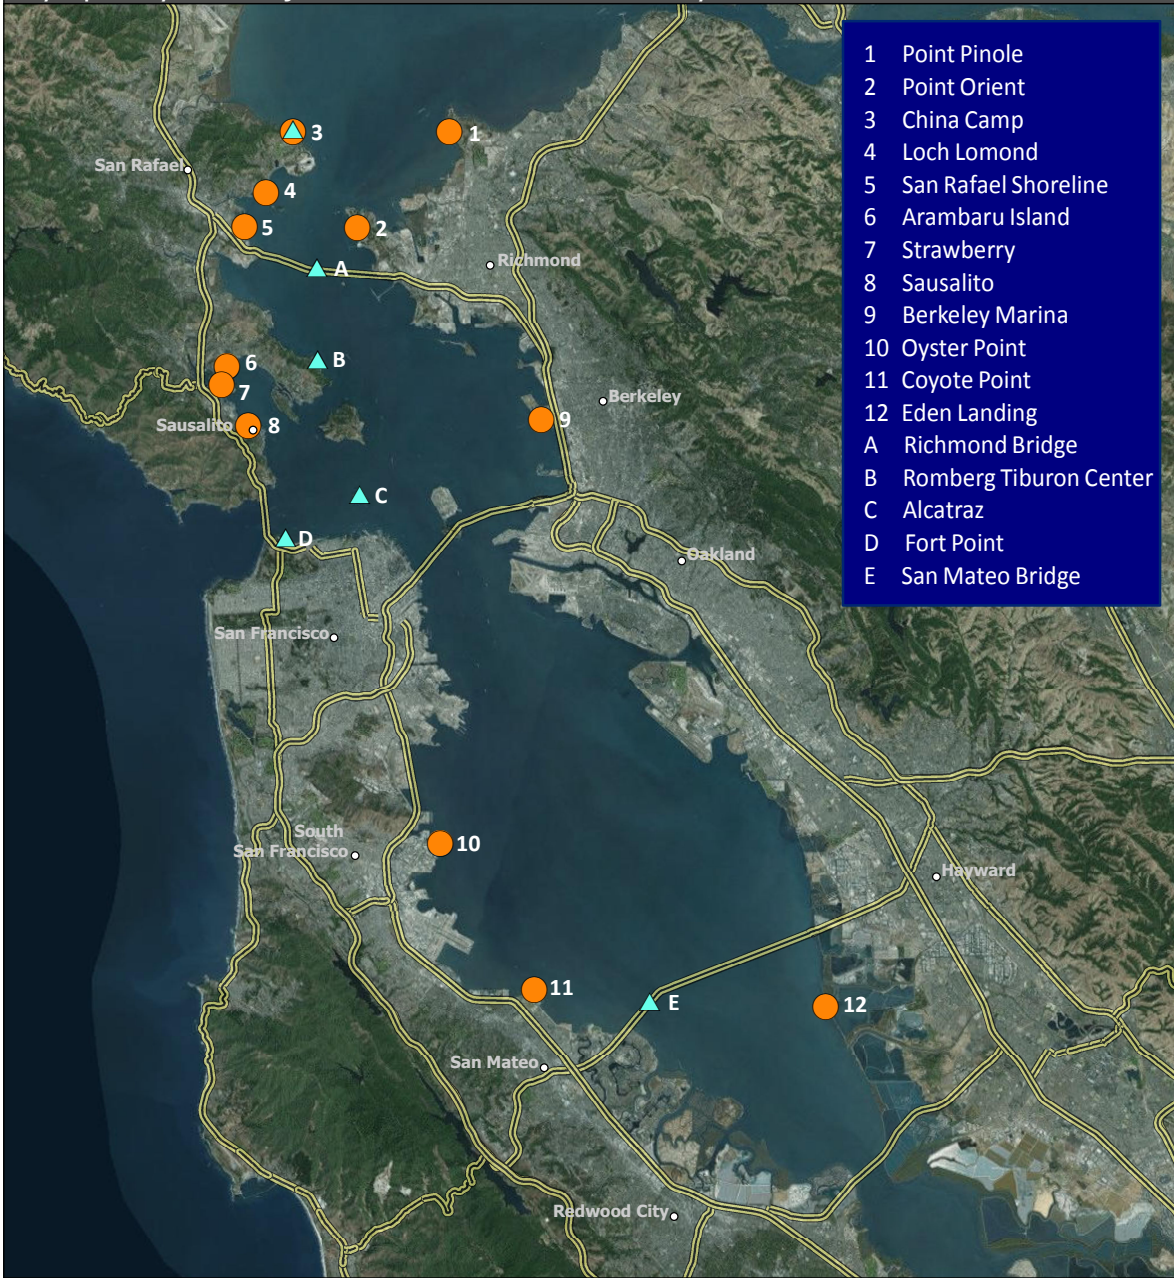 1 Point Pinole
2 Point Orient
3 China Camp
4 Loch Lomond
5 San Rafael Shoreline
6 Arambaru Island
7 Strawberry
8 Sausalito
9 Berkeley Marina
10 Oyster Point
11 Coyote Point
12 Eden Landing
A Richmond Bridge
B Romberg Tiburon Center
C Alcatraz
D Fort Point
E San Mateo Bridge
3
1
San Rafael
4
5
2
A
Richmond
B
6
7
Berkeley
Sausalito
8
9
C
D
Oakland
San Francisco
South
San Francisco
10
Hayward
11
E
12
San Mateo
Redwood City